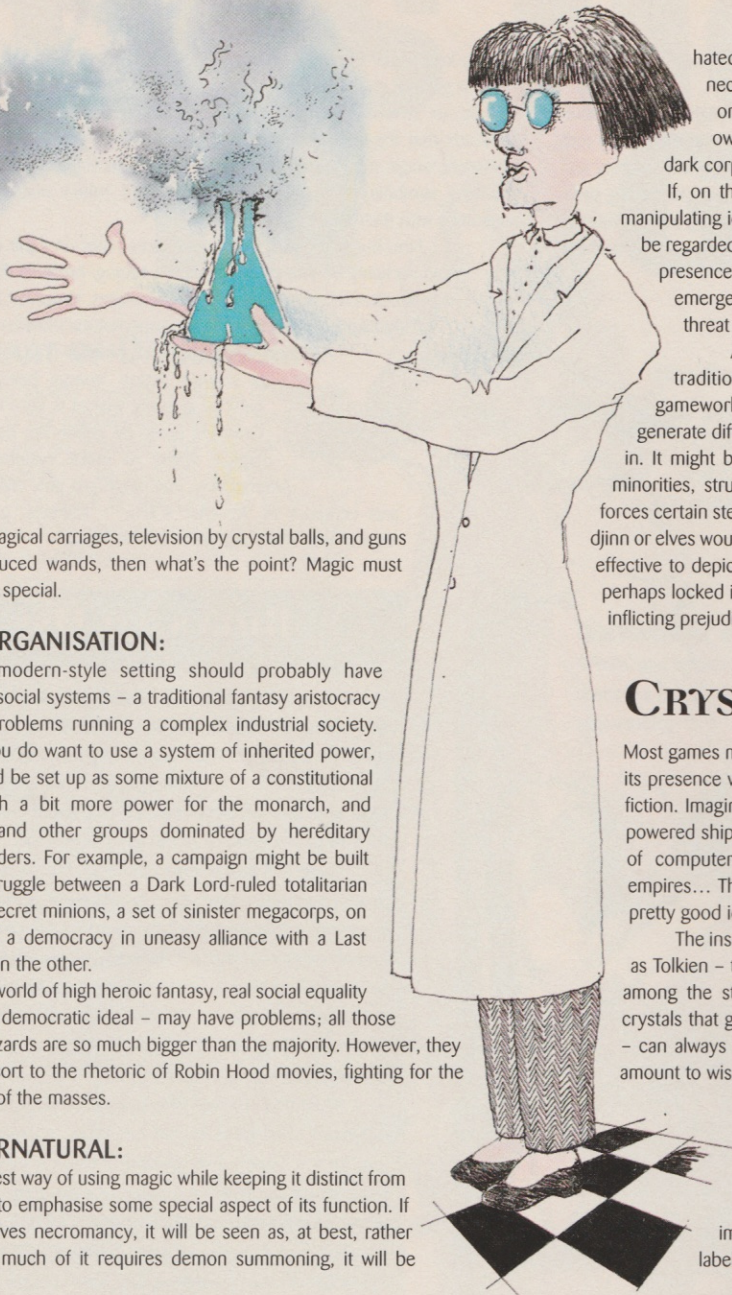 agical carriages, television by crystal balls, and guns
uced wands, then what's the point? Magic must
special.
RGANISATION:
modern-style setting should probably have
social systems – a traditional fantasy aristocracy
roblems running a complex industrial society.
u do want to use a system of inherited power,
d be set up as some mixture of a constitutional
h a bit more power for the monarch, and
and other groups dominated by hereditary
ders. For example, a campaign might be built
ruggle between a Dark Lord-ruled totalitarian
ecret minions, a set of sinister megacorps, on
a democracy in uneasy alliance with a Last
n the other.
world of high heroic fantasy, real social equality
democratic ideal – may have problems; all those
zards are so much bigger than the majority. However, they
ort to the rhetoric of Robin Hood movies, fighting for the
of the masses.
RNATURAL:
est way of using magic while keeping it distinct from
to emphasise some special aspect of its function. If
ves necromancy, it will be seen as, at best, rather
much of it requires demon summoning, it will be
hated
nec
or
ow
dark corp
If, on th
manipulating i
be regarded
presence
emerge
threat
traditio
gamework
generate dif
in. It might b
minorities, stru
forces certain ste
djinn or elves wou
effective to depic
perhaps locked i
inflicting prejud
CRYS
Most games m
its presence v
fiction. Imagin
powered ship
of computer
empires... Th
pretty good i
The ins
as Tolkien – t
among the st
crystals that g
– can always
amount to wis
im
labe